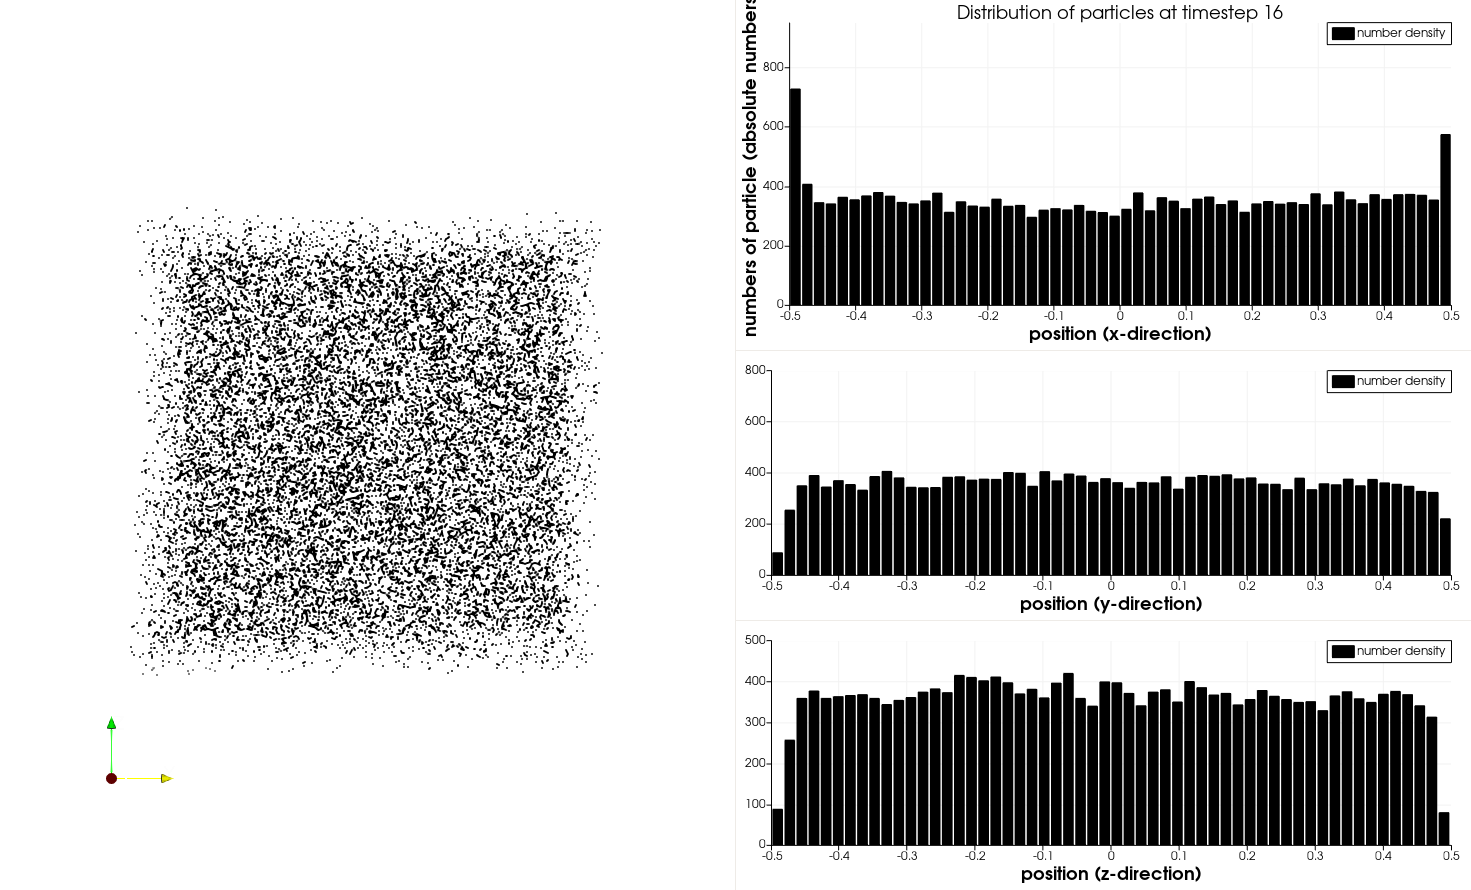 Distribution of particles at timestep 16
numbers of particle (absolute numbers
number density
800
600
400
200
0
-0.5 -0.4 -0.3 -0.2 -0.1 0 0.1 0.2 0.3 0.4 0.5
position (x-direction)
number density
800
600
400
200
0
-0.5 -0.4 -0.3 -0.2 -0.1 0 0.1 0.2 0.3 0.4 0.5
position (y-direction)
number density
500
400
300
200
100
0
-0.5 -0.4 -0.3 -0.2 -0.1 0 0.1 0.2 0.3 0.4 0.5
position (z-direction)